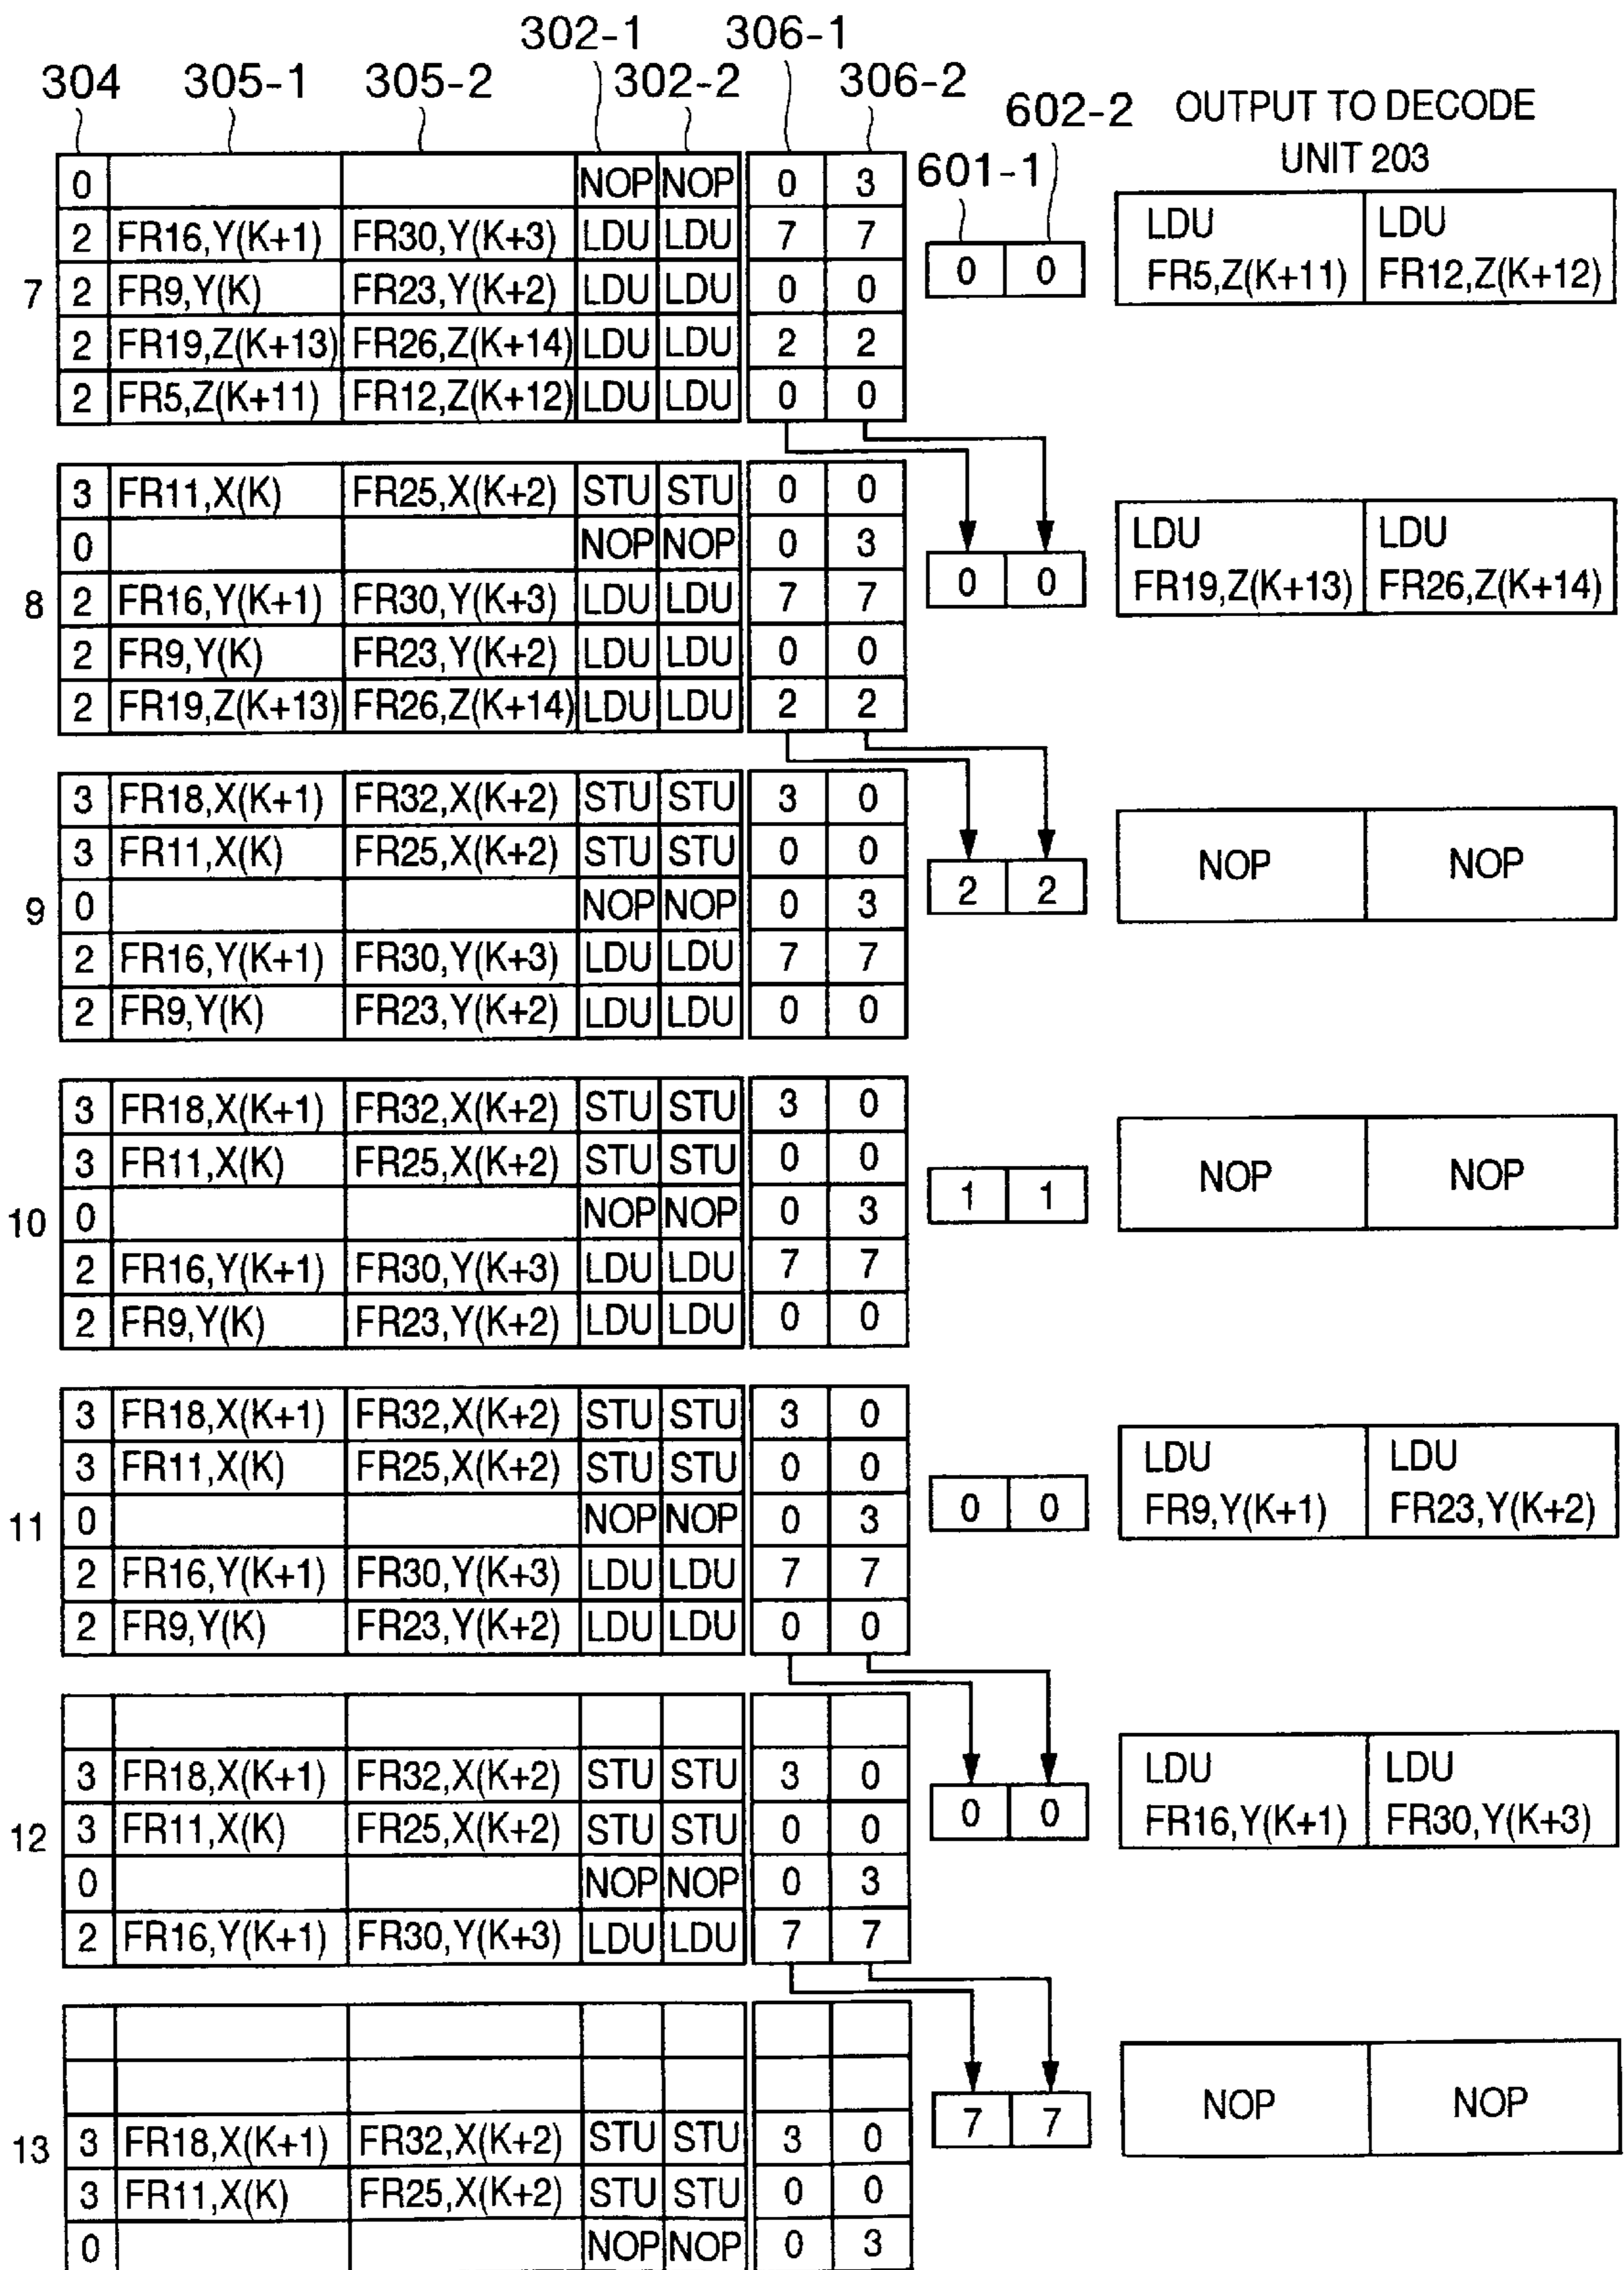 302-1 306-1
304 305-1 305-2 302-2 306-2
602-2 OUTPUT TO DECODE
UNIT 203
601-1
0 NOP NOP 0 3
2 FR16,Y(K+1) FR30,Y(K+3) LDU LDU 7 7
7 2 FR9,Y(K) FR23,Y(K+2) LDU LDU 0 0
2 FR19,Z(K+13) FR26,Z(K+14) LDU LDU 2 2
2 FR5,Z(K+11) FR12,Z(K+12) LDU LDU 0 0
0 0
LDU LDU
FR5,Z(K+11) FR12,Z(K+12)
3 FR11,X(K) FR25,X(K+2) STU STU 0 0
0 NOP NOP 0 3
8 2 FR16,Y(K+1) FR30,Y(K+3) LDU LDU 7 7
2 FR9,Y(K) FR23,Y(K+2) LDU LDU 0 0
2 FR19,Z(K+13) FR26,Z(K+14) LDU LDU 2 2
0 0
LDU LDU
FR19,Z(K+13) FR26,Z(K+14)
3 FR18,X(K+1) FR32,X(K+2) STU STU 3 0
3 FR11,X(K) FR25,X(K+2) STU STU 0 0
9 0 NOP NOP 0 3
2 FR16,Y(K+1) FR30,Y(K+3) LDU LDU 7 7
2 FR9,Y(K) FR23,Y(K+2) LDU LDU 0 0
2 2
NOP NOP
3 FR18,X(K+1) FR32,X(K+2) STU STU 3 0
3 FR11,X(K) FR25,X(K+2) STU STU 0 0
10 0 NOP NOP 0 3
2 FR16,Y(K+1) FR30,Y(K+3) LDU LDU 7 7
2 FR9,Y(K) FR23,Y(K+2) LDU LDU 0 0
1 1
NOP NOP
3 FR18,X(K+1) FR32,X(K+2) STU STU 3 0
3 FR11,X(K) FR25,X(K+2) STU STU 0 0
11 0 NOP NOP 0 3
2 FR16,Y(K+1) FR30,Y(K+3) LDU LDU 7 7
2 FR9,Y(K) FR23,Y(K+2) LDU LDU 0 0
0 0
LDU LDU
FR9,Y(K+1) FR23,Y(K+2)
3 FR18,X(K+1) FR32,X(K+2) STU STU 3 0
12 3 FR11,X(K) FR25,X(K+2) STU STU 0 0
0 NOP NOP 0 3
2 FR16,Y(K+1) FR30,Y(K+3) LDU LDU 7 7
0 0
LDU LDU
FR16,Y(K+1) FR30,Y(K+3)
13 3 FR18,X(K+1) FR32,X(K+2) STU STU 3 0
3 FR11,X(K) FR25,X(K+2) STU STU 0 0
0 NOP NOP 0 3
7 7
NOP NOP